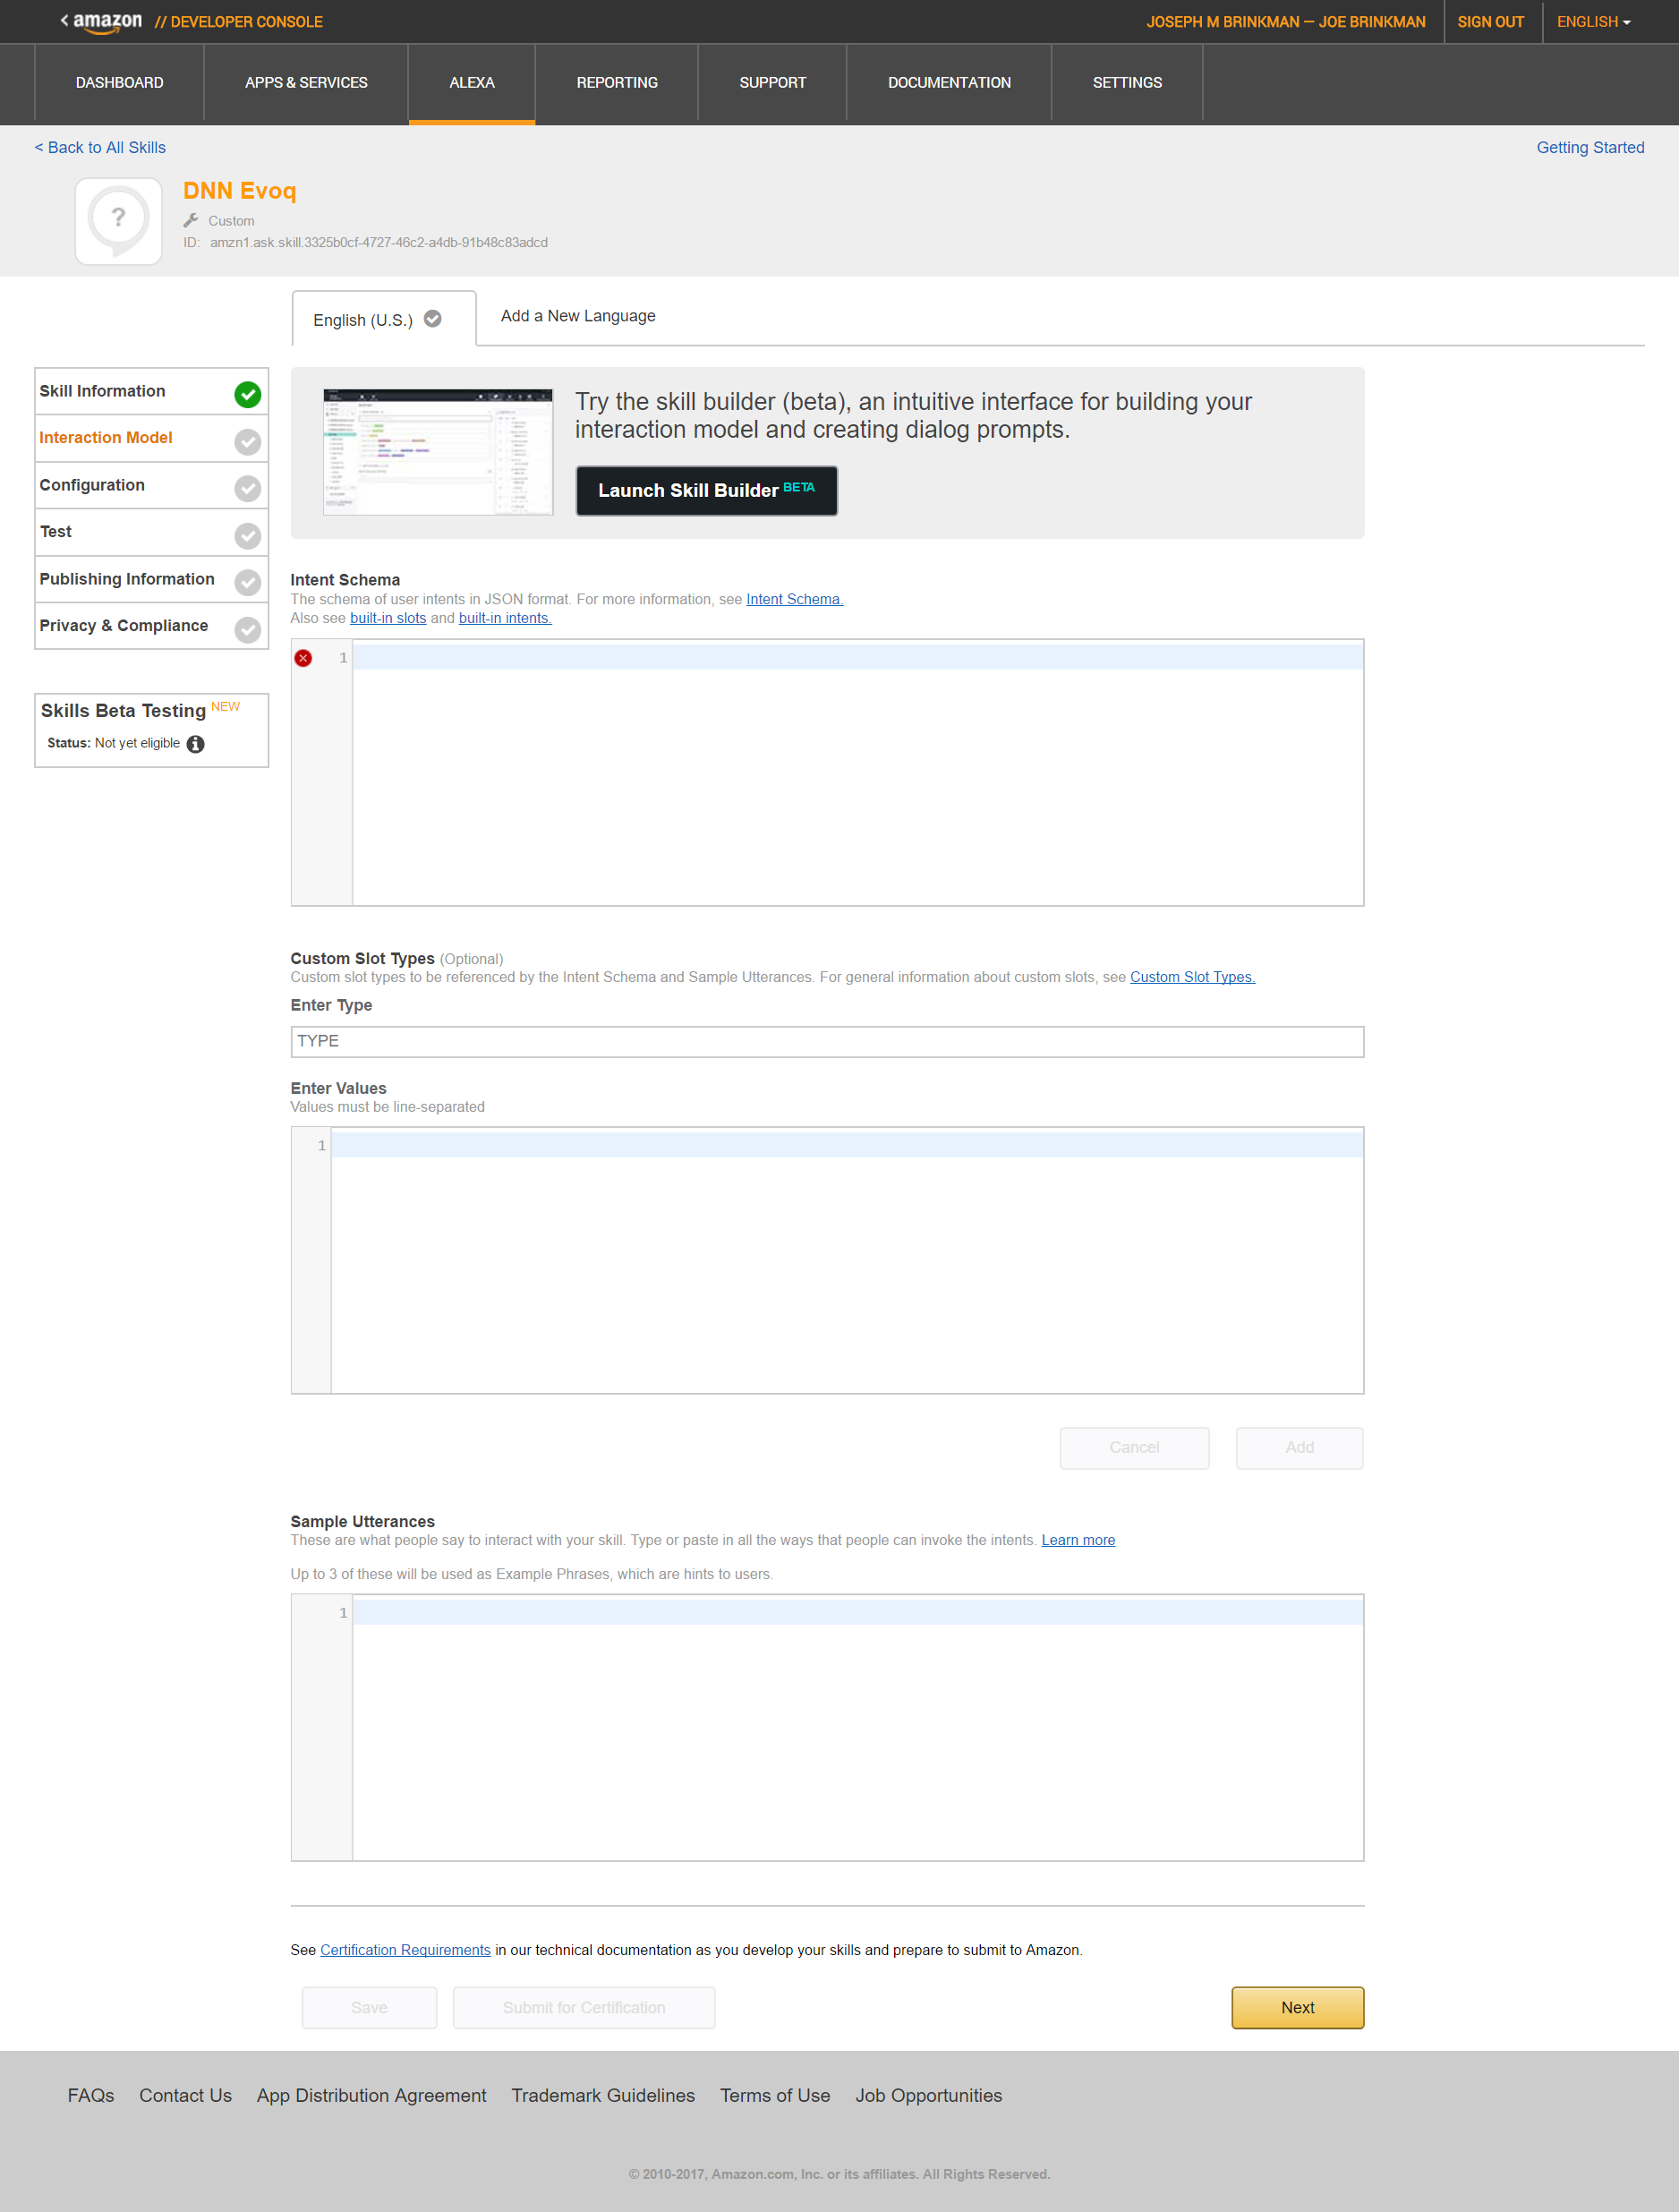 < amazon // DEVELOPER CONSOLE
JOSEPH M BRINKMAN — JOE BRINKMAN
SIGN OUT
ENGLISH
DASHBOARD
APPS & SERVICES
ALEXA
REPORTING
SUPPORT
DOCUMENTATION
SETTINGS
< Back to All Skills
Getting Started
?
DNN Evoq
Custom
ID: amzn1.ask.skill.3325b0cf-4727-46c2-a4db-91b48c83adcd
English (U.S.)
Add a New Language
Skill Information
Interaction Model
Configuration
Test
Publishing Information
Privacy & Compliance
Skills Beta Testing NEW
Status: Not yet eligible
Try the skill builder (beta), an intuitive interface for building your
interaction model and creating dialog prompts.
Launch Skill Builder BETA
Intent Schema
The schema of user intents in JSON format. For more information, see Intent Schema.
Also see built-in slots and built-in intents.
1
Custom Slot Types (Optional)
Custom slot types to be referenced by the Intent Schema and Sample Utterances. For general information about custom slots, see Custom Slot Types.
Enter Type
TYPE
Enter Values
Values must be line-separated
1
Cancel
Add
Sample Utterances
These are what people say to interact with your skill. Type or paste in all the ways that people can invoke the intents. Learn more
Up to 3 of these will be used as Example Phrases, which are hints to users.
1
See Certification Requirements in our technical documentation as you develop your skills and prepare to submit to Amazon.
Save
Submit for Certification
Next
FAQs
Contact Us
App Distribution Agreement
Trademark Guidelines
Terms of Use
Job Opportunities
© 2010-2017, Amazon.com, Inc. or its affiliates. All Rights Reserved.